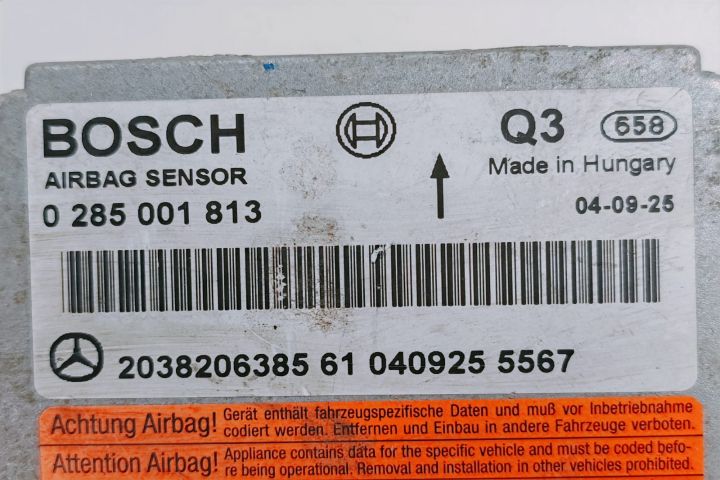 BOSCH
Q3 658
AIRBAG SENSOR
Made in Hungary
0 285 001 813
04-09-25
2038206385 61 040925 5567
Achtung Airbag! Gerät enthält fahrzeugspezifische Daten und muß vor Inbetriebnahme
codiert werden. Entfernen und Einbau in andere Fahrzeuge verboten.
Attention Airbag! Appliance contains data for the specific vehicle and must be coded befo-
re being operational. Removal and installation in other vehicles prohibited.